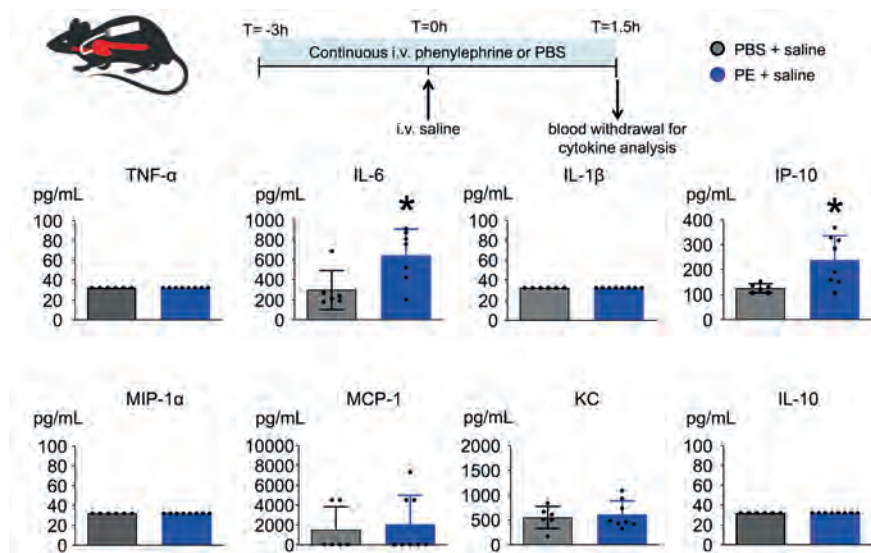 T= -3h
T=0h
T=1.5h
Continuous i.v. phenylephrine or PBS
PBS + saline
PE + saline
i.v. saline
blood withdrawal for
cytokine analysis
TNF-α
IL-6
IL-1β
IP-10
pg/mL
pg/mL
pg/mL
pg/mL
100
80
60
40
20
0
1000
800
600
400
200
0
*
100
80
60
40
20
0
400
300
200
100
0
*
MIP-1α
MCP-1
KC
IL-10
pg/mL
pg/mL
pg/mL
pg/mL
100
80
60
40
20
0
10000
8000
6000
4000
2000
0
2000
1500
1000
500
0
100
80
60
40
20
0